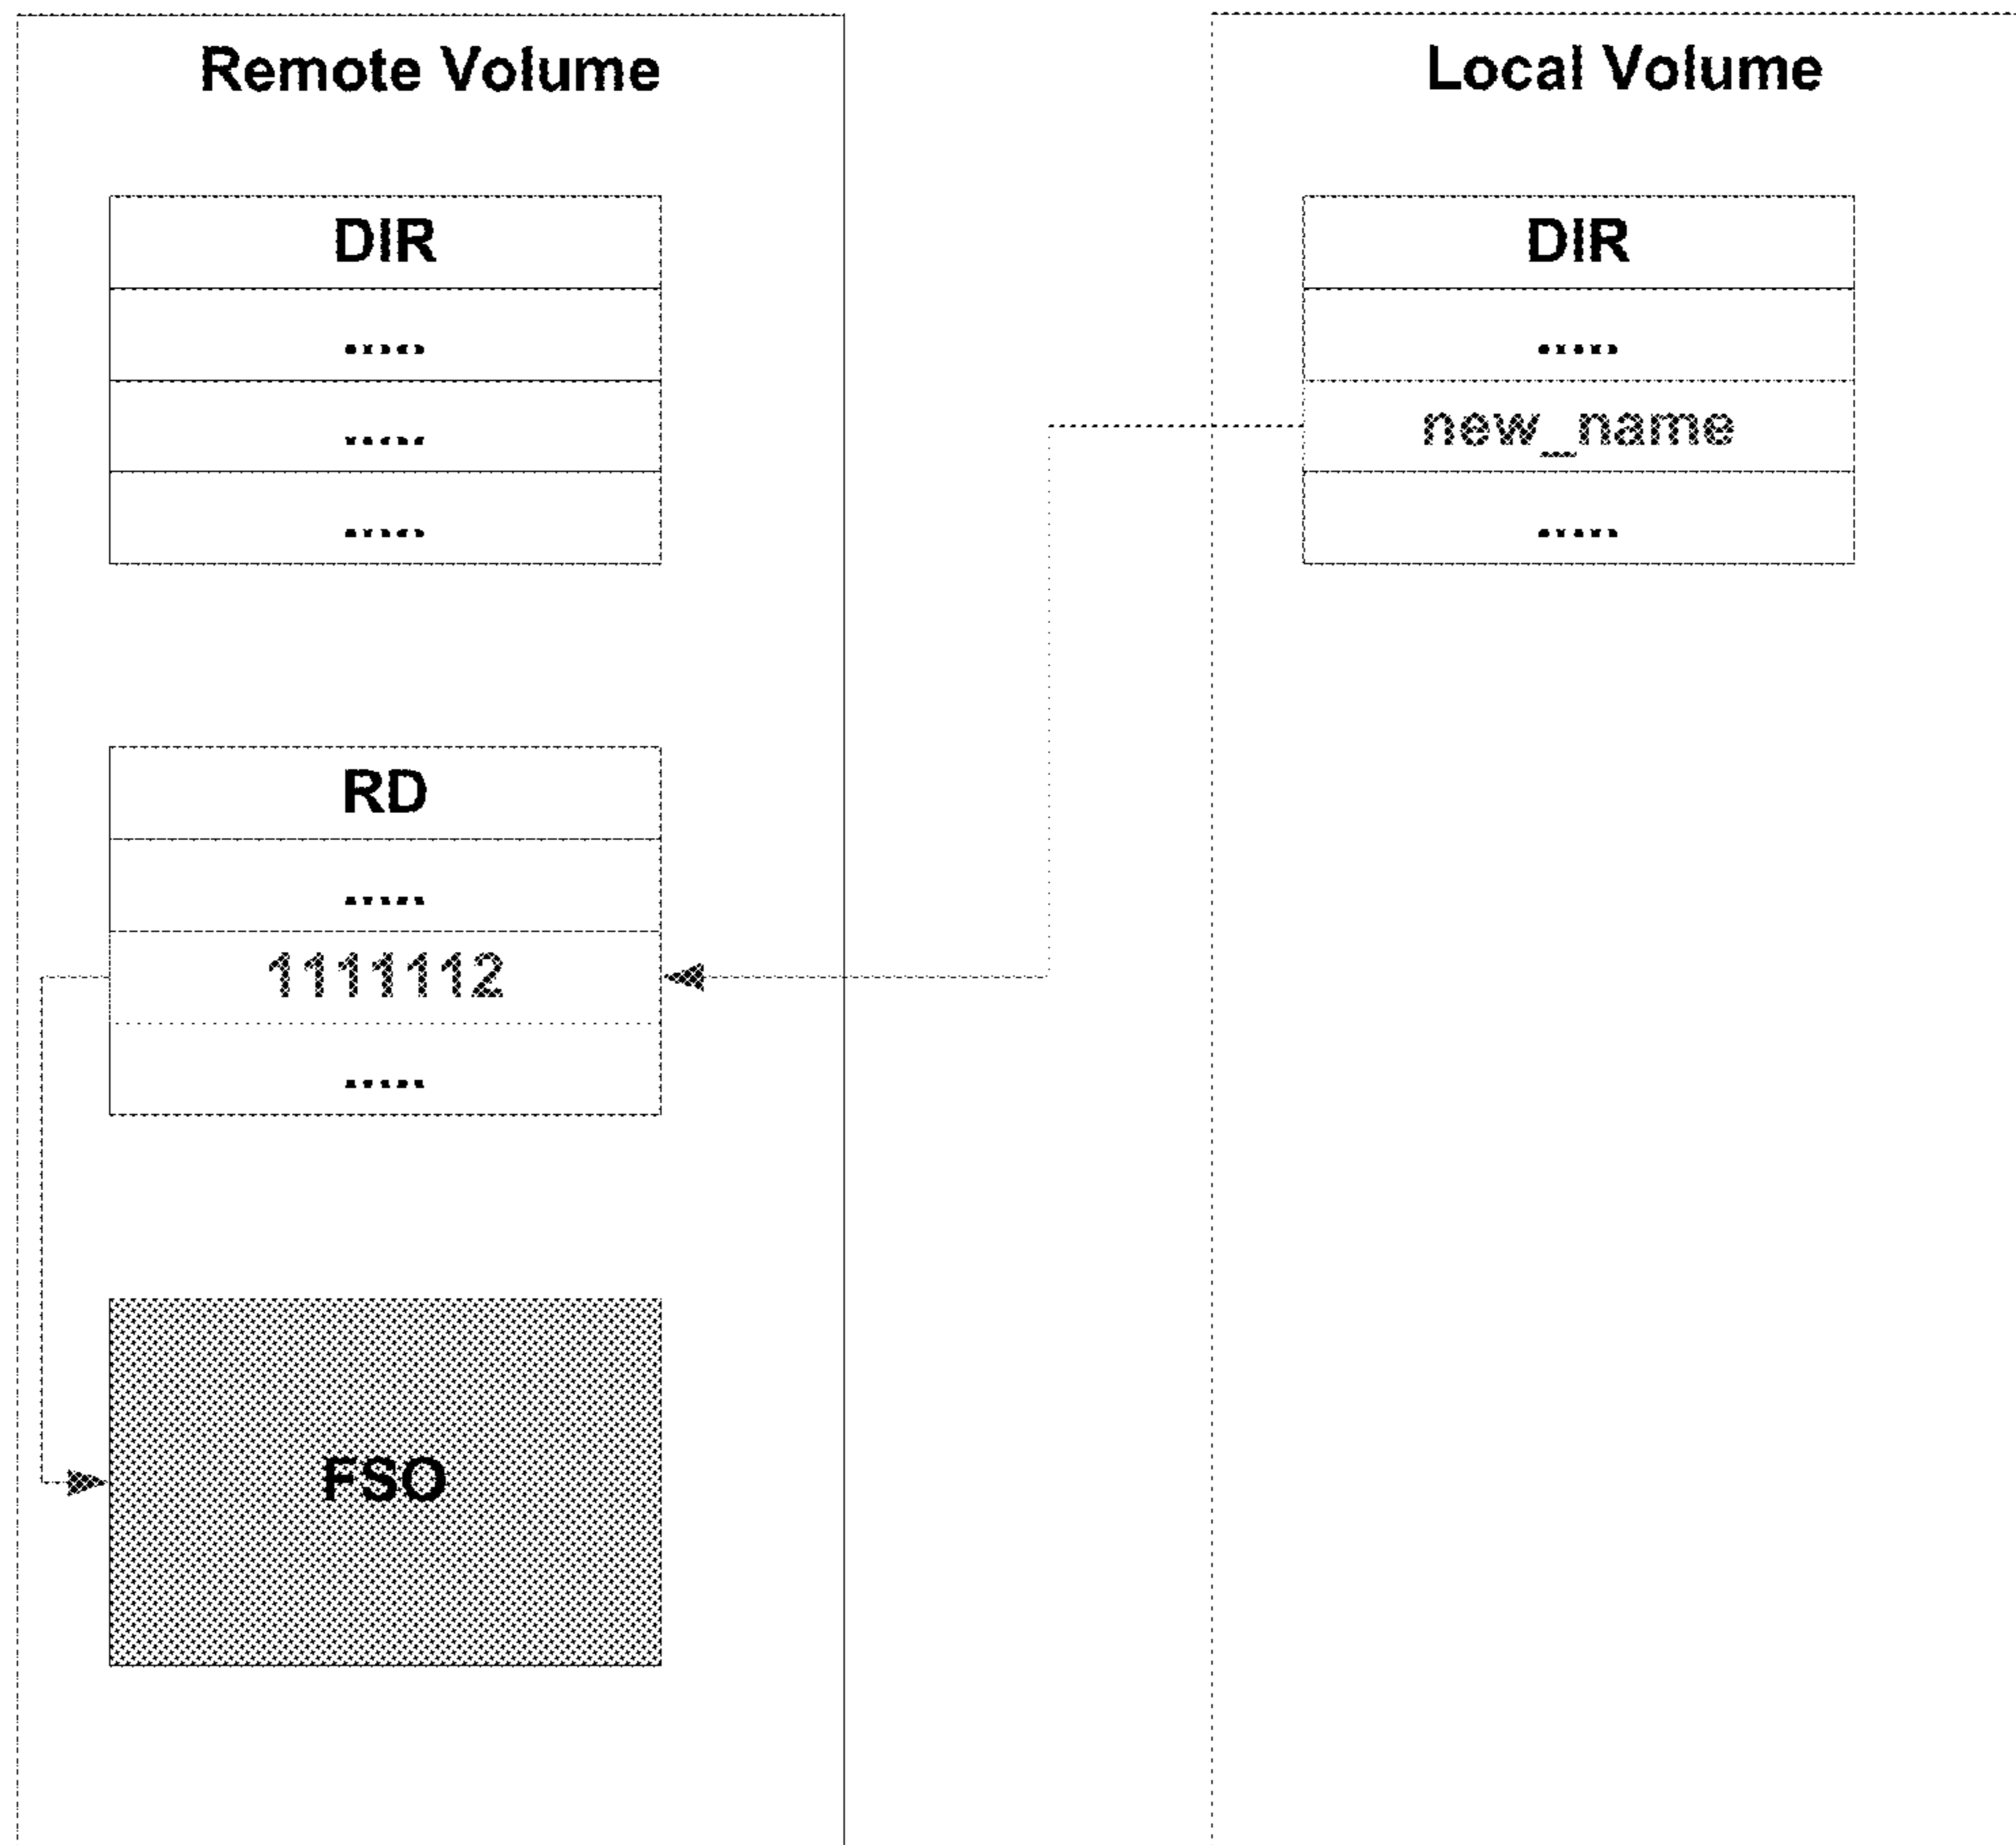 Remote Volume
DIR
.....
.....
.....
RD
.....
1111112
.....
FSO
Local Volume
DIR
.....
new_name
.....